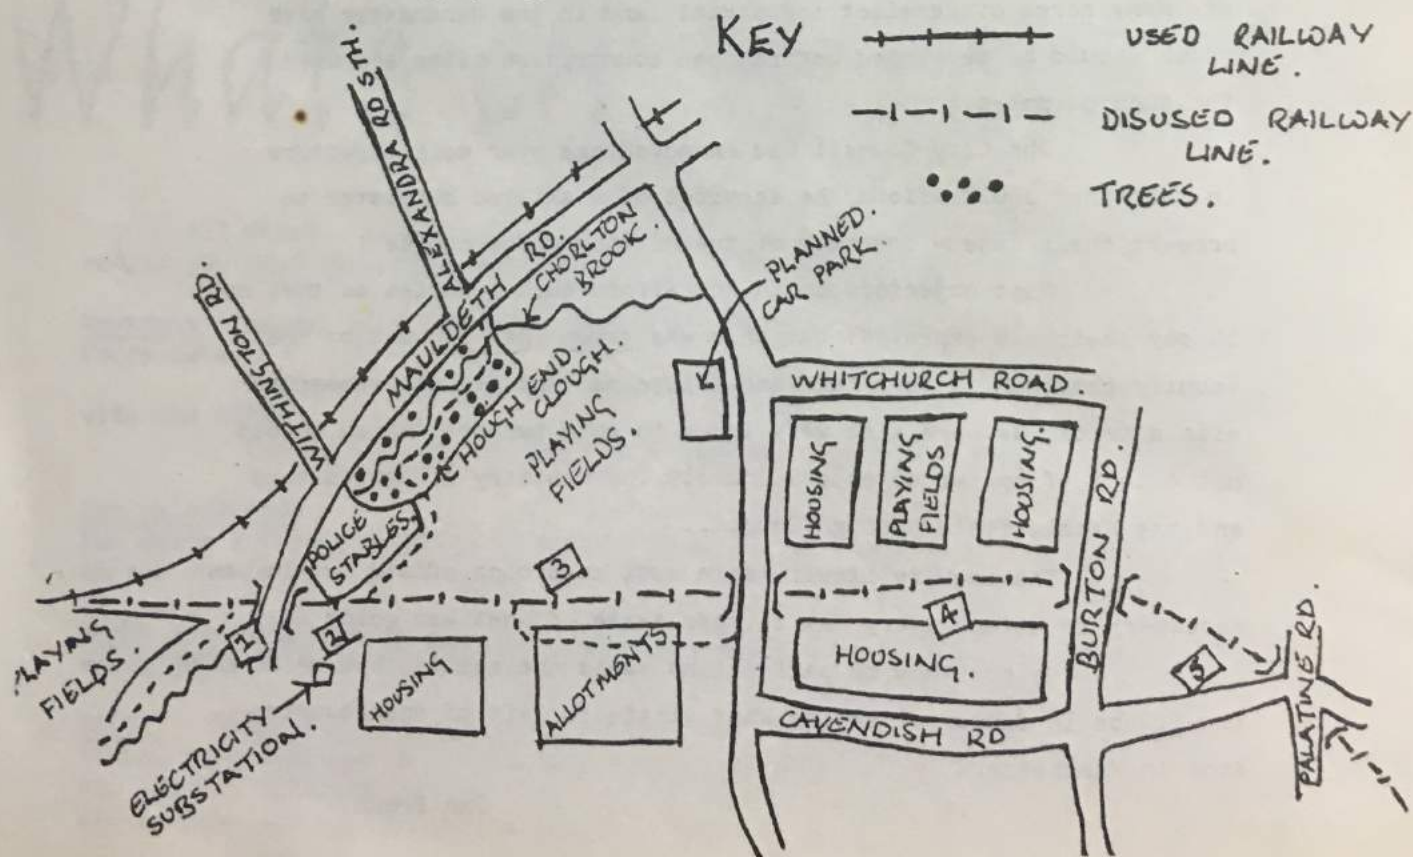 KEY
USED RAILWAY
LINE.
DISUSED RAILWAY
LINE.
TREES.
ALEXANDRA RD STH.
WITHINGTON RD.
MAULDETH RD.
CHORLTON
BROOK.
PLANNED.
CAR PARK.
HOUGH END
CLOUGH.
PLAYING
FIELDS.
WHITCHURCH ROAD.
HOUSING
PLAYING
FIELDS
HOUSING.
BURTON RD.
POLICE
STABLES
PLAYING
FIELDS.
1
2
3
4
5
HOUSING
ALLOTMENTS
HOUSING.
CAVENDISH RD
PALATINE RD.
ELECTRICITY
SUBSTATION.